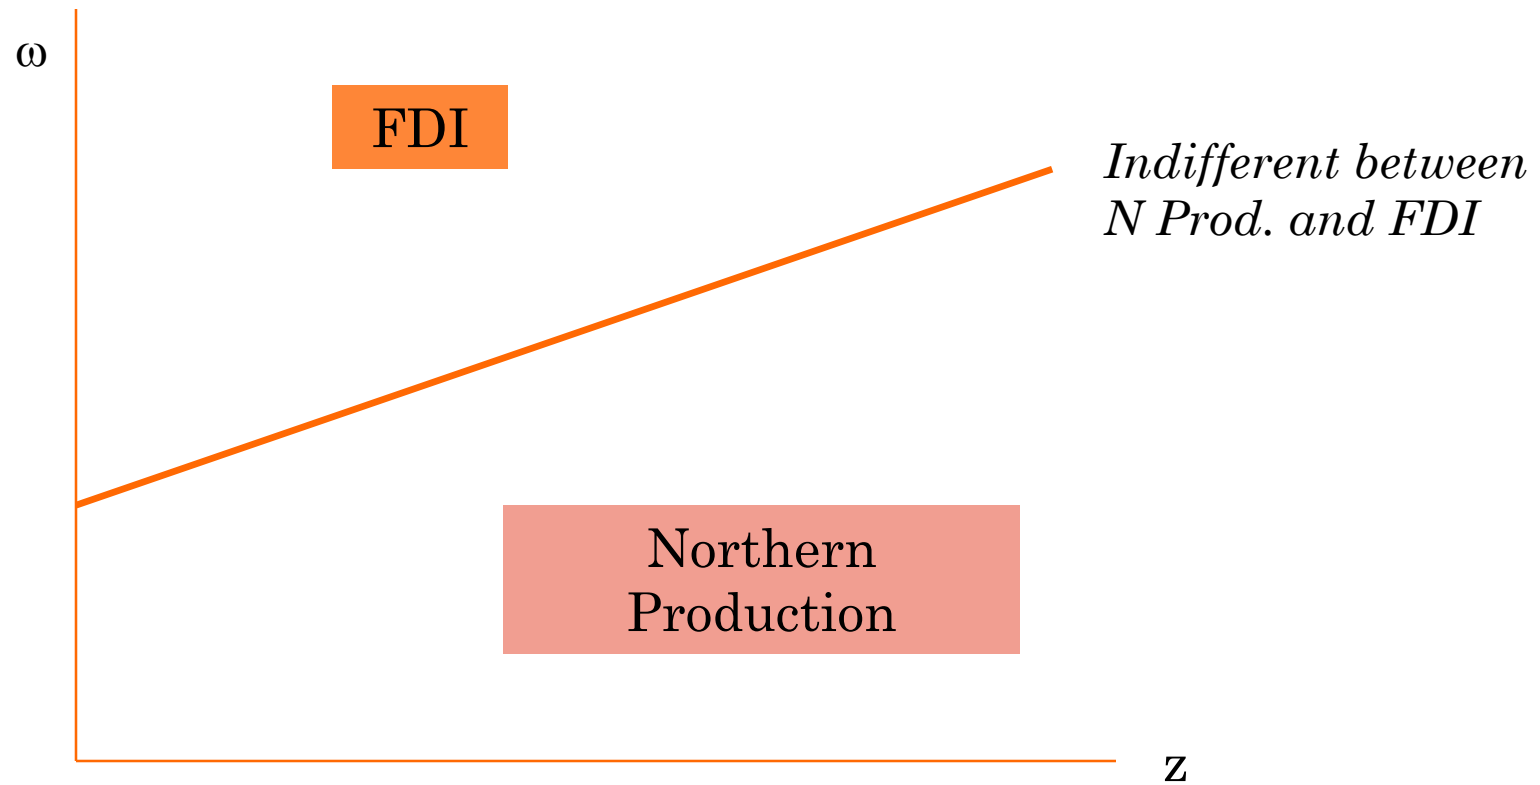 ω
FDI
Indifferent between
N Prod. and FDI
Northern
Production
z